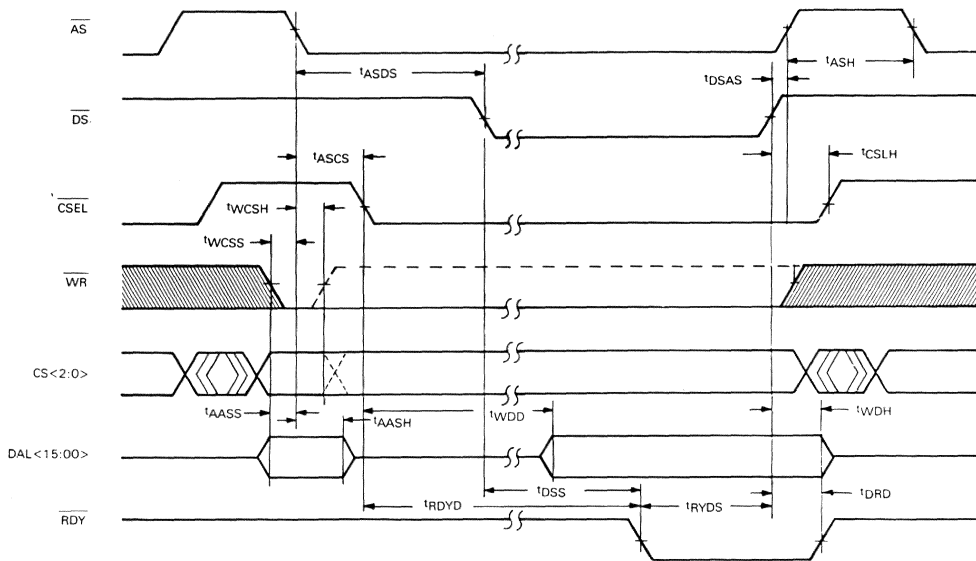 AS
tASDS
tDSAS
tASH
DS
tASCS
tCSLH
CSEL
tWCSH
tWCSS
WR
CS<2:0>
tAASS
tAASH
tWDD
tWDH
DAL<15:00>
tDSS
tDRD
tRDYD
tRYDS
RDY